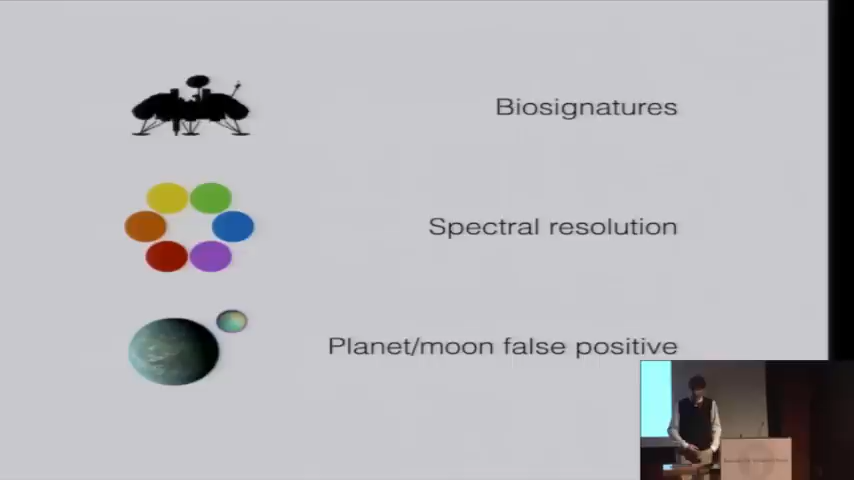 Biosignatures
Spectral resolution
Planet/moon false positive